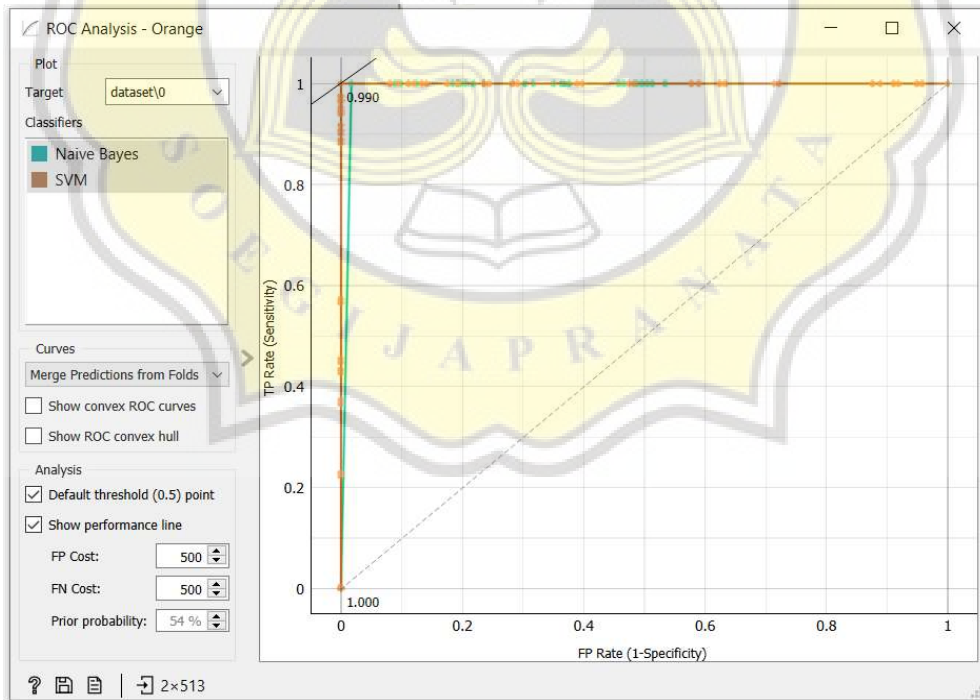 ROC Analysis - Orange
Plot
Target dataset\0
Classifiers
Naive Bayes
SVM
Curves
Merge Predictions from Folds
Show convex ROC curves
Show ROC convex hull
Analysis
Default threshold (0.5) point
Show performance line
FP Cost: 500
FN Cost: 500
Prior probability: 54 %
2×513
TP Rate (Sensitivity)
1
0.8
0.6
0.4
0.2
0
0.990
1.000
0 0.2 0.4 0.6 0.8 1
FP Rate (1-Specificity)
SOEGIJAPRANATA